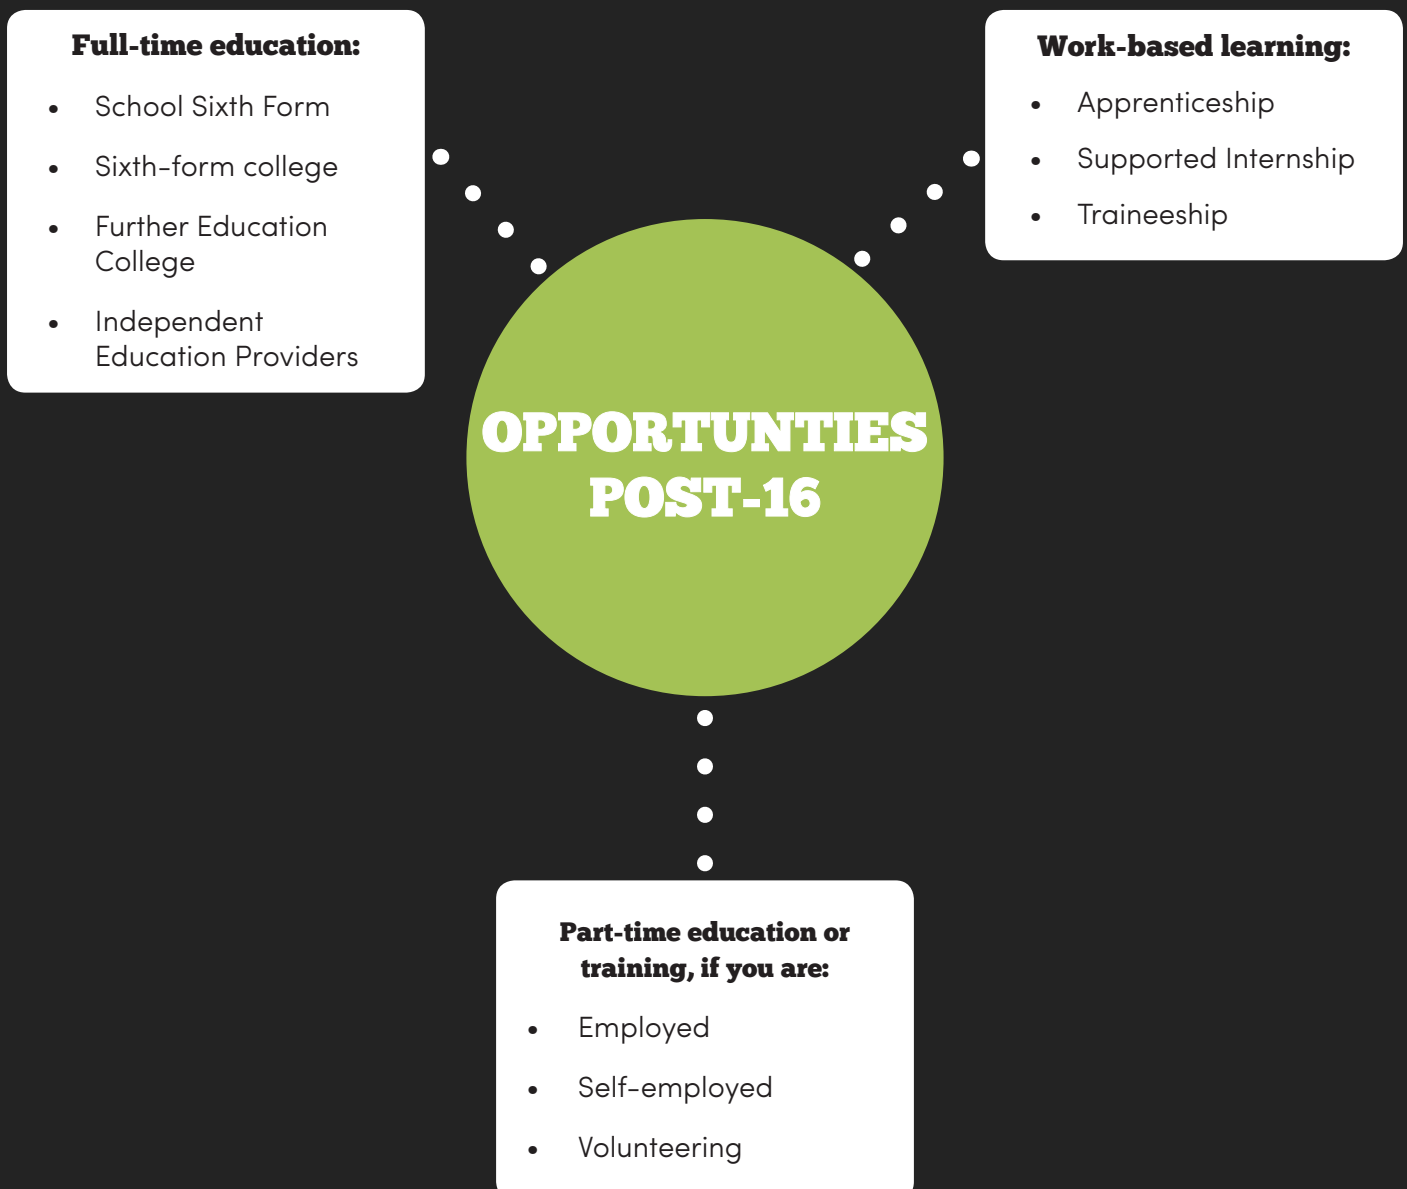 Full-time education:
• School Sixth Form
• Sixth-form college
• Further Education
College
• Independent
Education Providers
Work-based learning:
• Apprenticeship
• Supported Internship
• Traineeship
OPPORTUNTIES
POST-16
Part-time education or
training, if you are:
• Employed
• Self-employed
• Volunteering